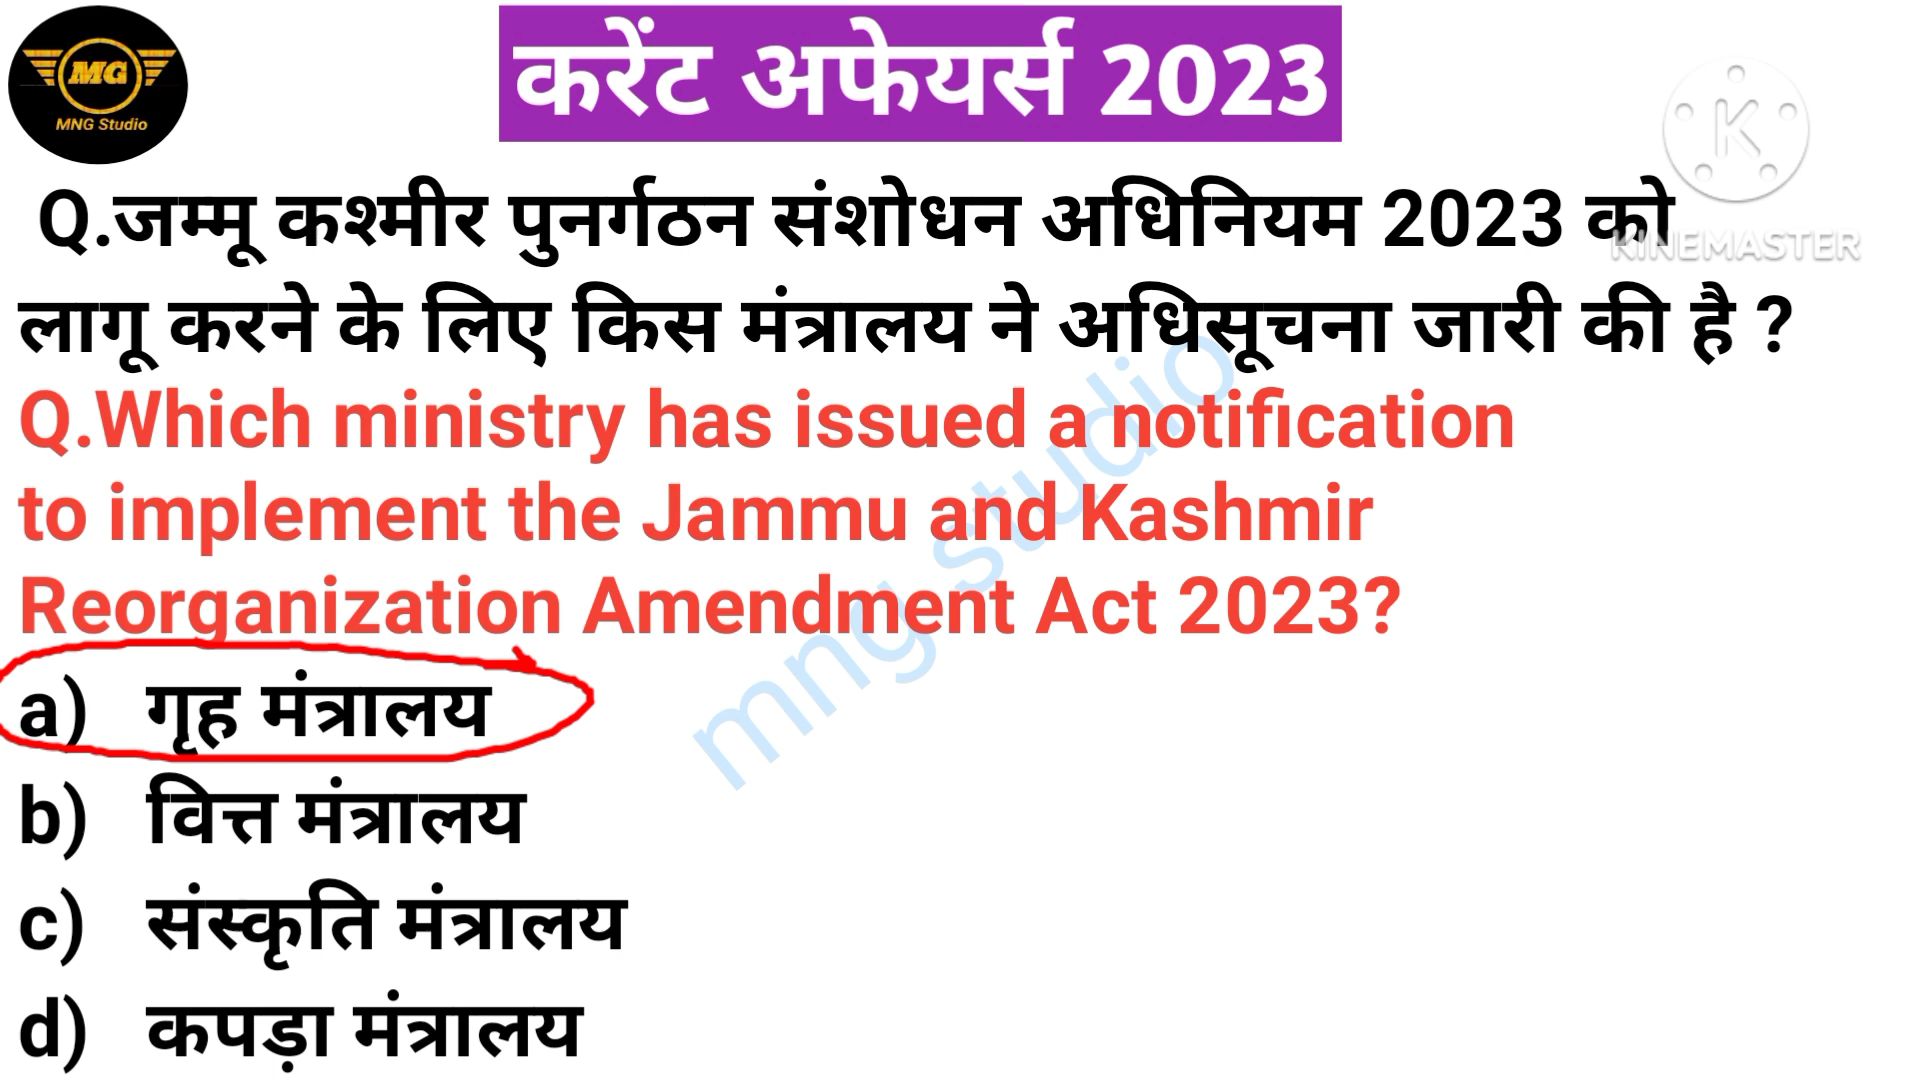 MG
MNG Studio
करेंट अफेयर्स 2023
K
KINEMASTER
Q.जम्मू कश्मीर पुनर्गठन संशोधन अधिनियम 2023 को
लागू करने के लिए किस मंत्रालय ने अधिसूचना जारी की है ?
Q.Which ministry has issued a notification
to implement the Jammu and Kashmir
Reorganization Amendment Act 2023?
mng studio
a) गृह मंत्रालय
b) वित्त मंत्रालय
c) संस्कृति मंत्रालय
d) कपड़ा मंत्रालय